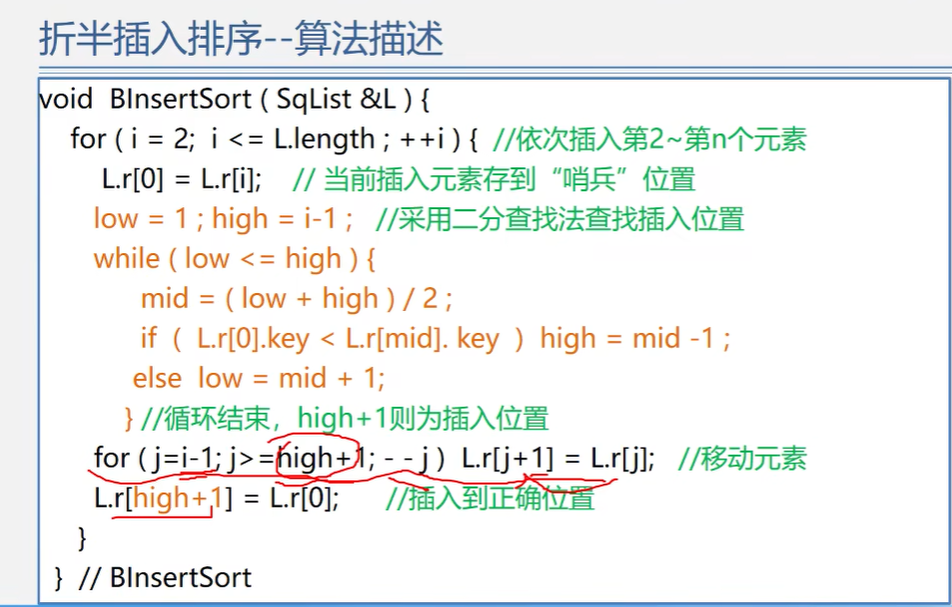 折半插入排序--算法描述
void BInsertSort ( SqList &L ) {
for ( i = 2; i <= L.length ; ++i ) { //依次插入第2~第n个元素
L.r[0] = L.r[i]; // 当前插入元素存到“哨兵”位置
low = 1 ; high = i-1 ; //采用二分查找法查找插入位置
while ( low <= high ) {
mid = ( low + high ) / 2 ;
if ( L.r[0].key < L.r[mid]. key ) high = mid -1 ;
else low = mid + 1;
} //循环结束，high+1则为插入位置
for ( j=i-1; j>=high+1; - - j ) L.r[j+1] = L.r[j]; //移动元素
L.r[high+1] = L.r[0]; //插入到正确位置
}
} // BInsertSort